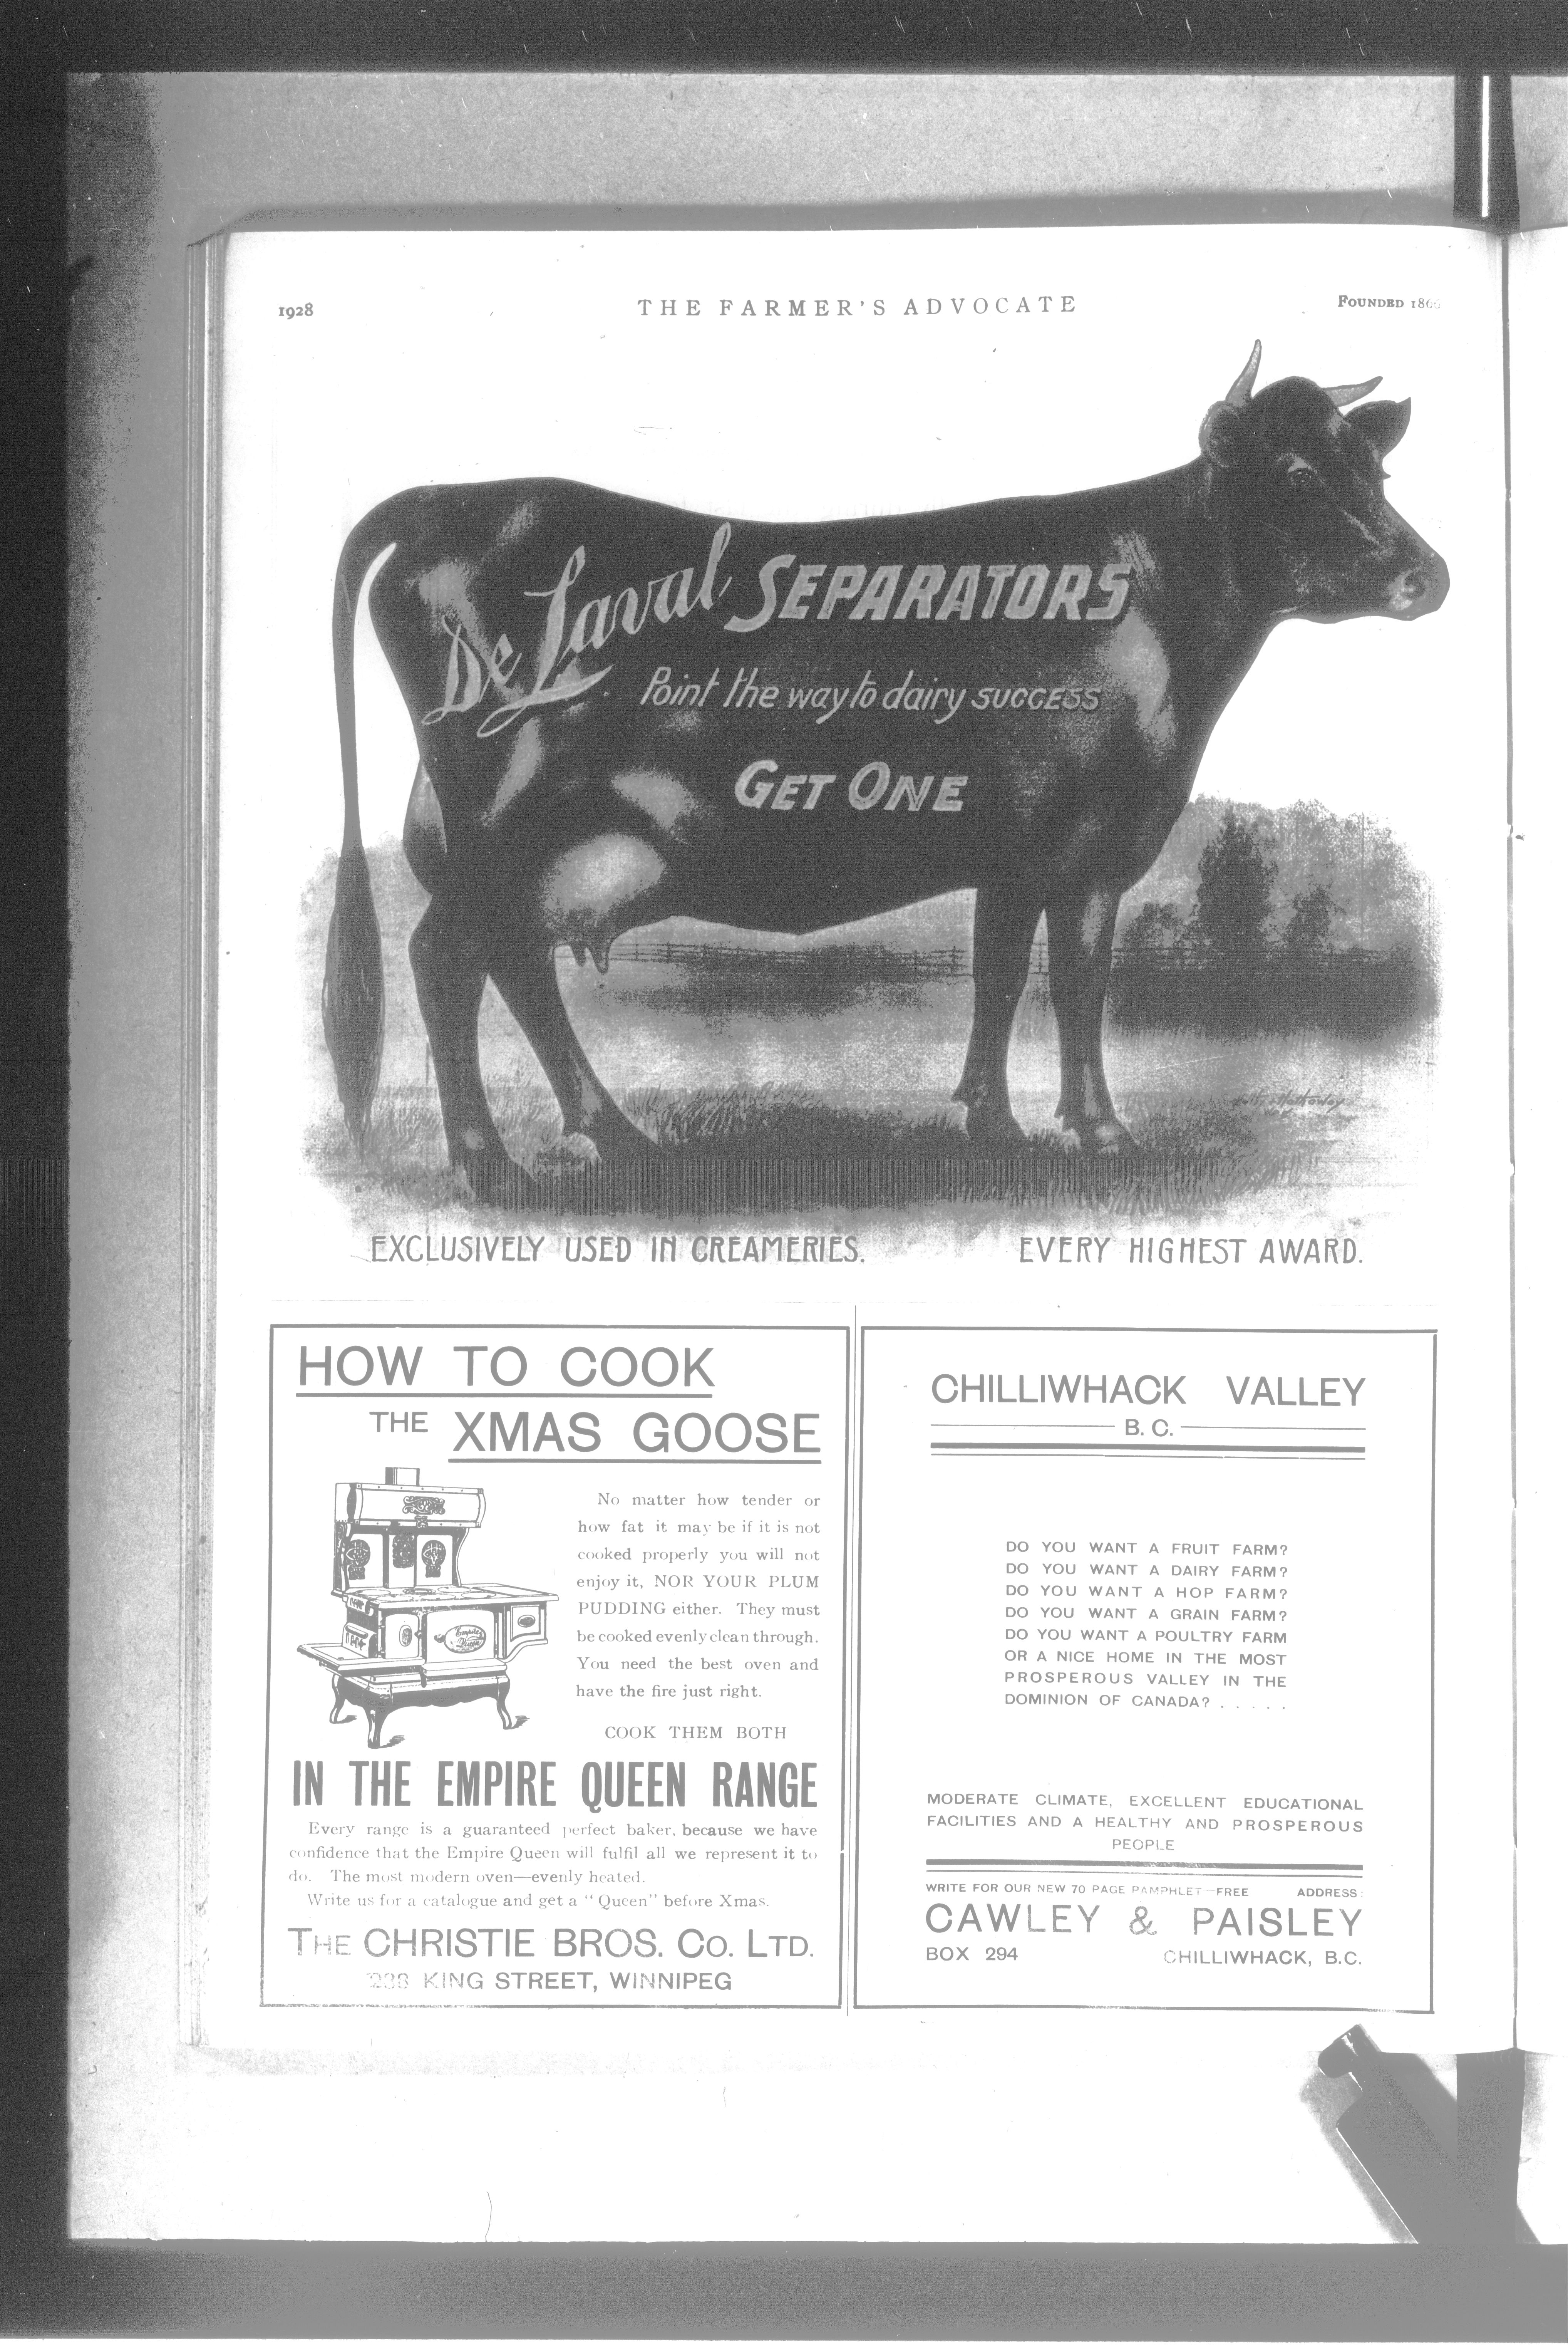 1928
THE FARMER'S ADVOCATE
FOUNDED 1866
De Laval SEPARATORS
Point the way to dairy SUCCESS
GET ONE
EXCLUSIVELY USED IN CREAMERIES.
EVERY HIGHEST AWARD.
HOW TO COOK
THE XMAS GOOSE
No matter how tender or
how fat it may be if it is not
cooked properly you will not
enjoy it, NOR YOUR PLUM
PUDDING either. They must
be cooked evenly clean through.
You need the best oven and
have the fire just right.
Empire
Queen
COOK THEM BOTH
IN THE EMPIRE QUEEN RANGE
Every range is a guaranteed perfect baker, because we have
confidence that the Empire Queen will fulfil all we represent it to
do. The most modern oven—evenly heated.
Write us for a catalogue and get a "Queen" before Xmas.
THE CHRISTIE BROS. CO. LTD.
KING STREET, WINNIPEG
CHILLIWHACK VALLEY
B. C.
DO YOU WANT A FRUIT FARM?
DO YOU WANT A DAIRY FARM?
DO YOU WANT A HOP FARM?
DO YOU WANT A GRAIN FARM?
DO YOU WANT A POULTRY FARM
OR A NICE HOME IN THE MOST
PROSPEROUS VALLEY IN THE
DOMINION OF CANADA? . . . . .
MODERATE CLIMATE, EXCELLENT EDUCATIONAL
FACILITIES AND A HEALTHY AND PROSPEROUS
PEOPLE
WRITE FOR OUR NEW 70 PAGE PAMPHLET—FREE ADDRESS:
CAWLEY & PAISLEY
BOX 294 CHILLIWHACK, B.C.